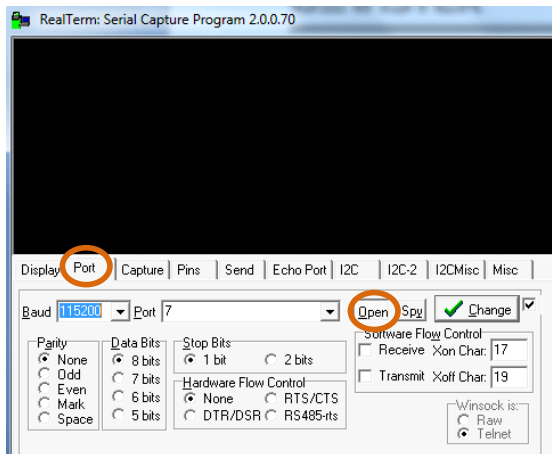 RealTerm: Serial Capture Program 2.0.0.70
Display Port Capture Pins Send Echo Port I2C I2C-2 I2CMisc Misc
Baud 115200 Port 7 Open Spy Change
Parity
None
Odd
Even
Mark
Space
Data Bits
8 bits
7 bits
6 bits
5 bits
Stop Bits
1 bit 2 bits
Hardware Flow Control
None RTS/CTS
DTR/DSR RS485-rts
Software Flow Control
Receive Xon Char: 17
Transmit Xoff Char: 19
Winsock is:
Raw
Telnet